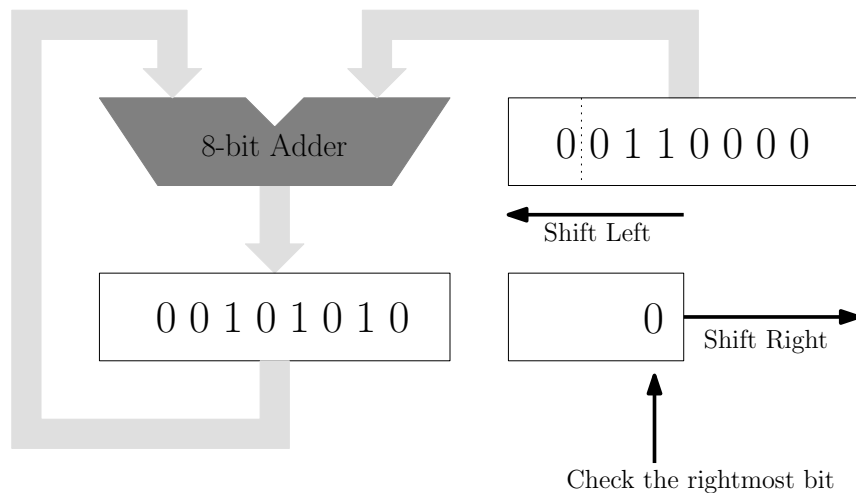 8-bit Adder
0 0 1 1 0 0 0 0
Shift Left
0 0 1 0 1 0 1 0
0
Shift Right
Check the rightmost bit